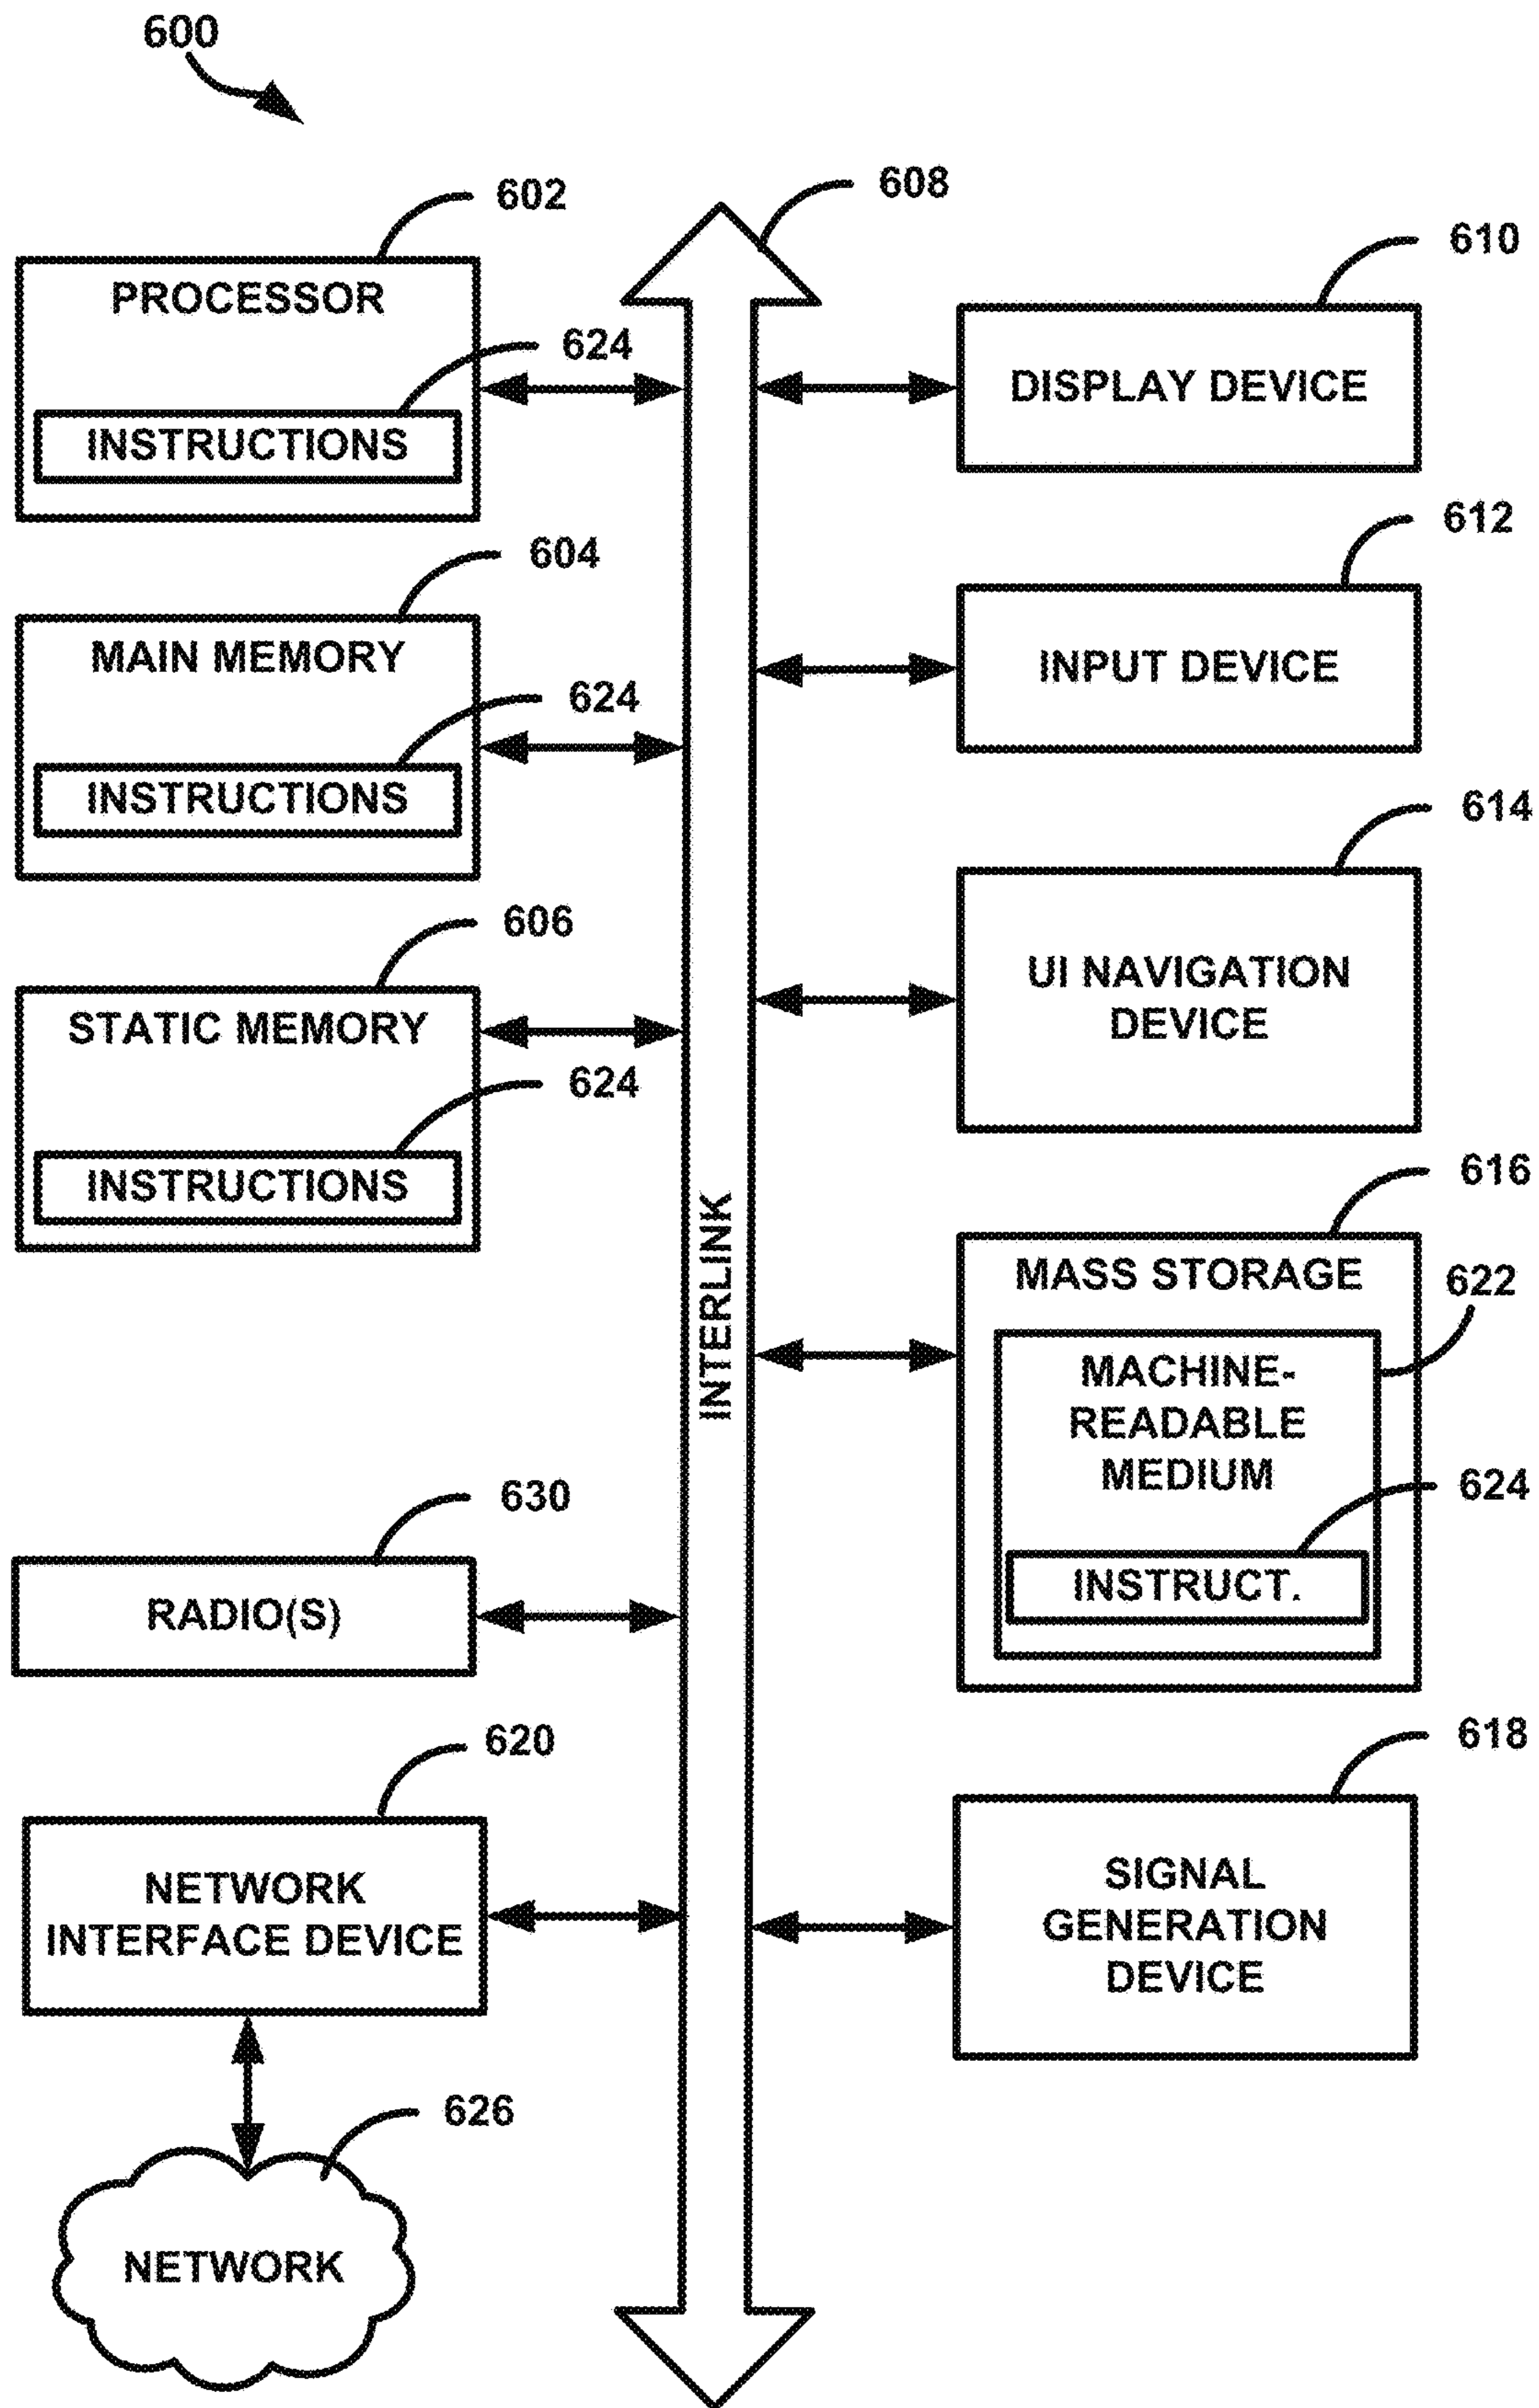 600
602
PROCESSOR
624
INSTRUCTIONS
604
MAIN MEMORY
624
INSTRUCTIONS
606
STATIC MEMORY
624
INSTRUCTIONS
630
RADIO(S)
620
NETWORK
INTERFACE DEVICE
626
NETWORK
608
INTERLINK
610
DISPLAY DEVICE
612
INPUT DEVICE
614
UI NAVIGATION
DEVICE
616
MASS STORAGE
622
MACHINE-
READABLE
MEDIUM
624
INSTRUCT.
618
SIGNAL
GENERATION
DEVICE